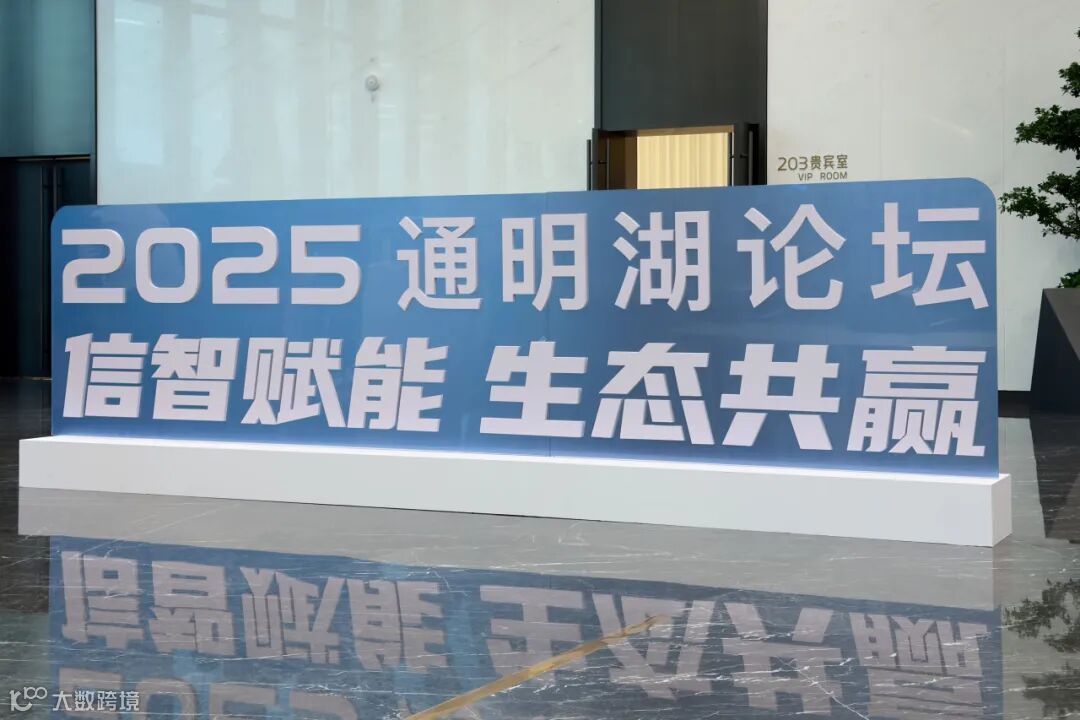 203贵宾室
VIP ROOM
2025 通明湖论坛
信智赋能 生态共赢
大数跨境